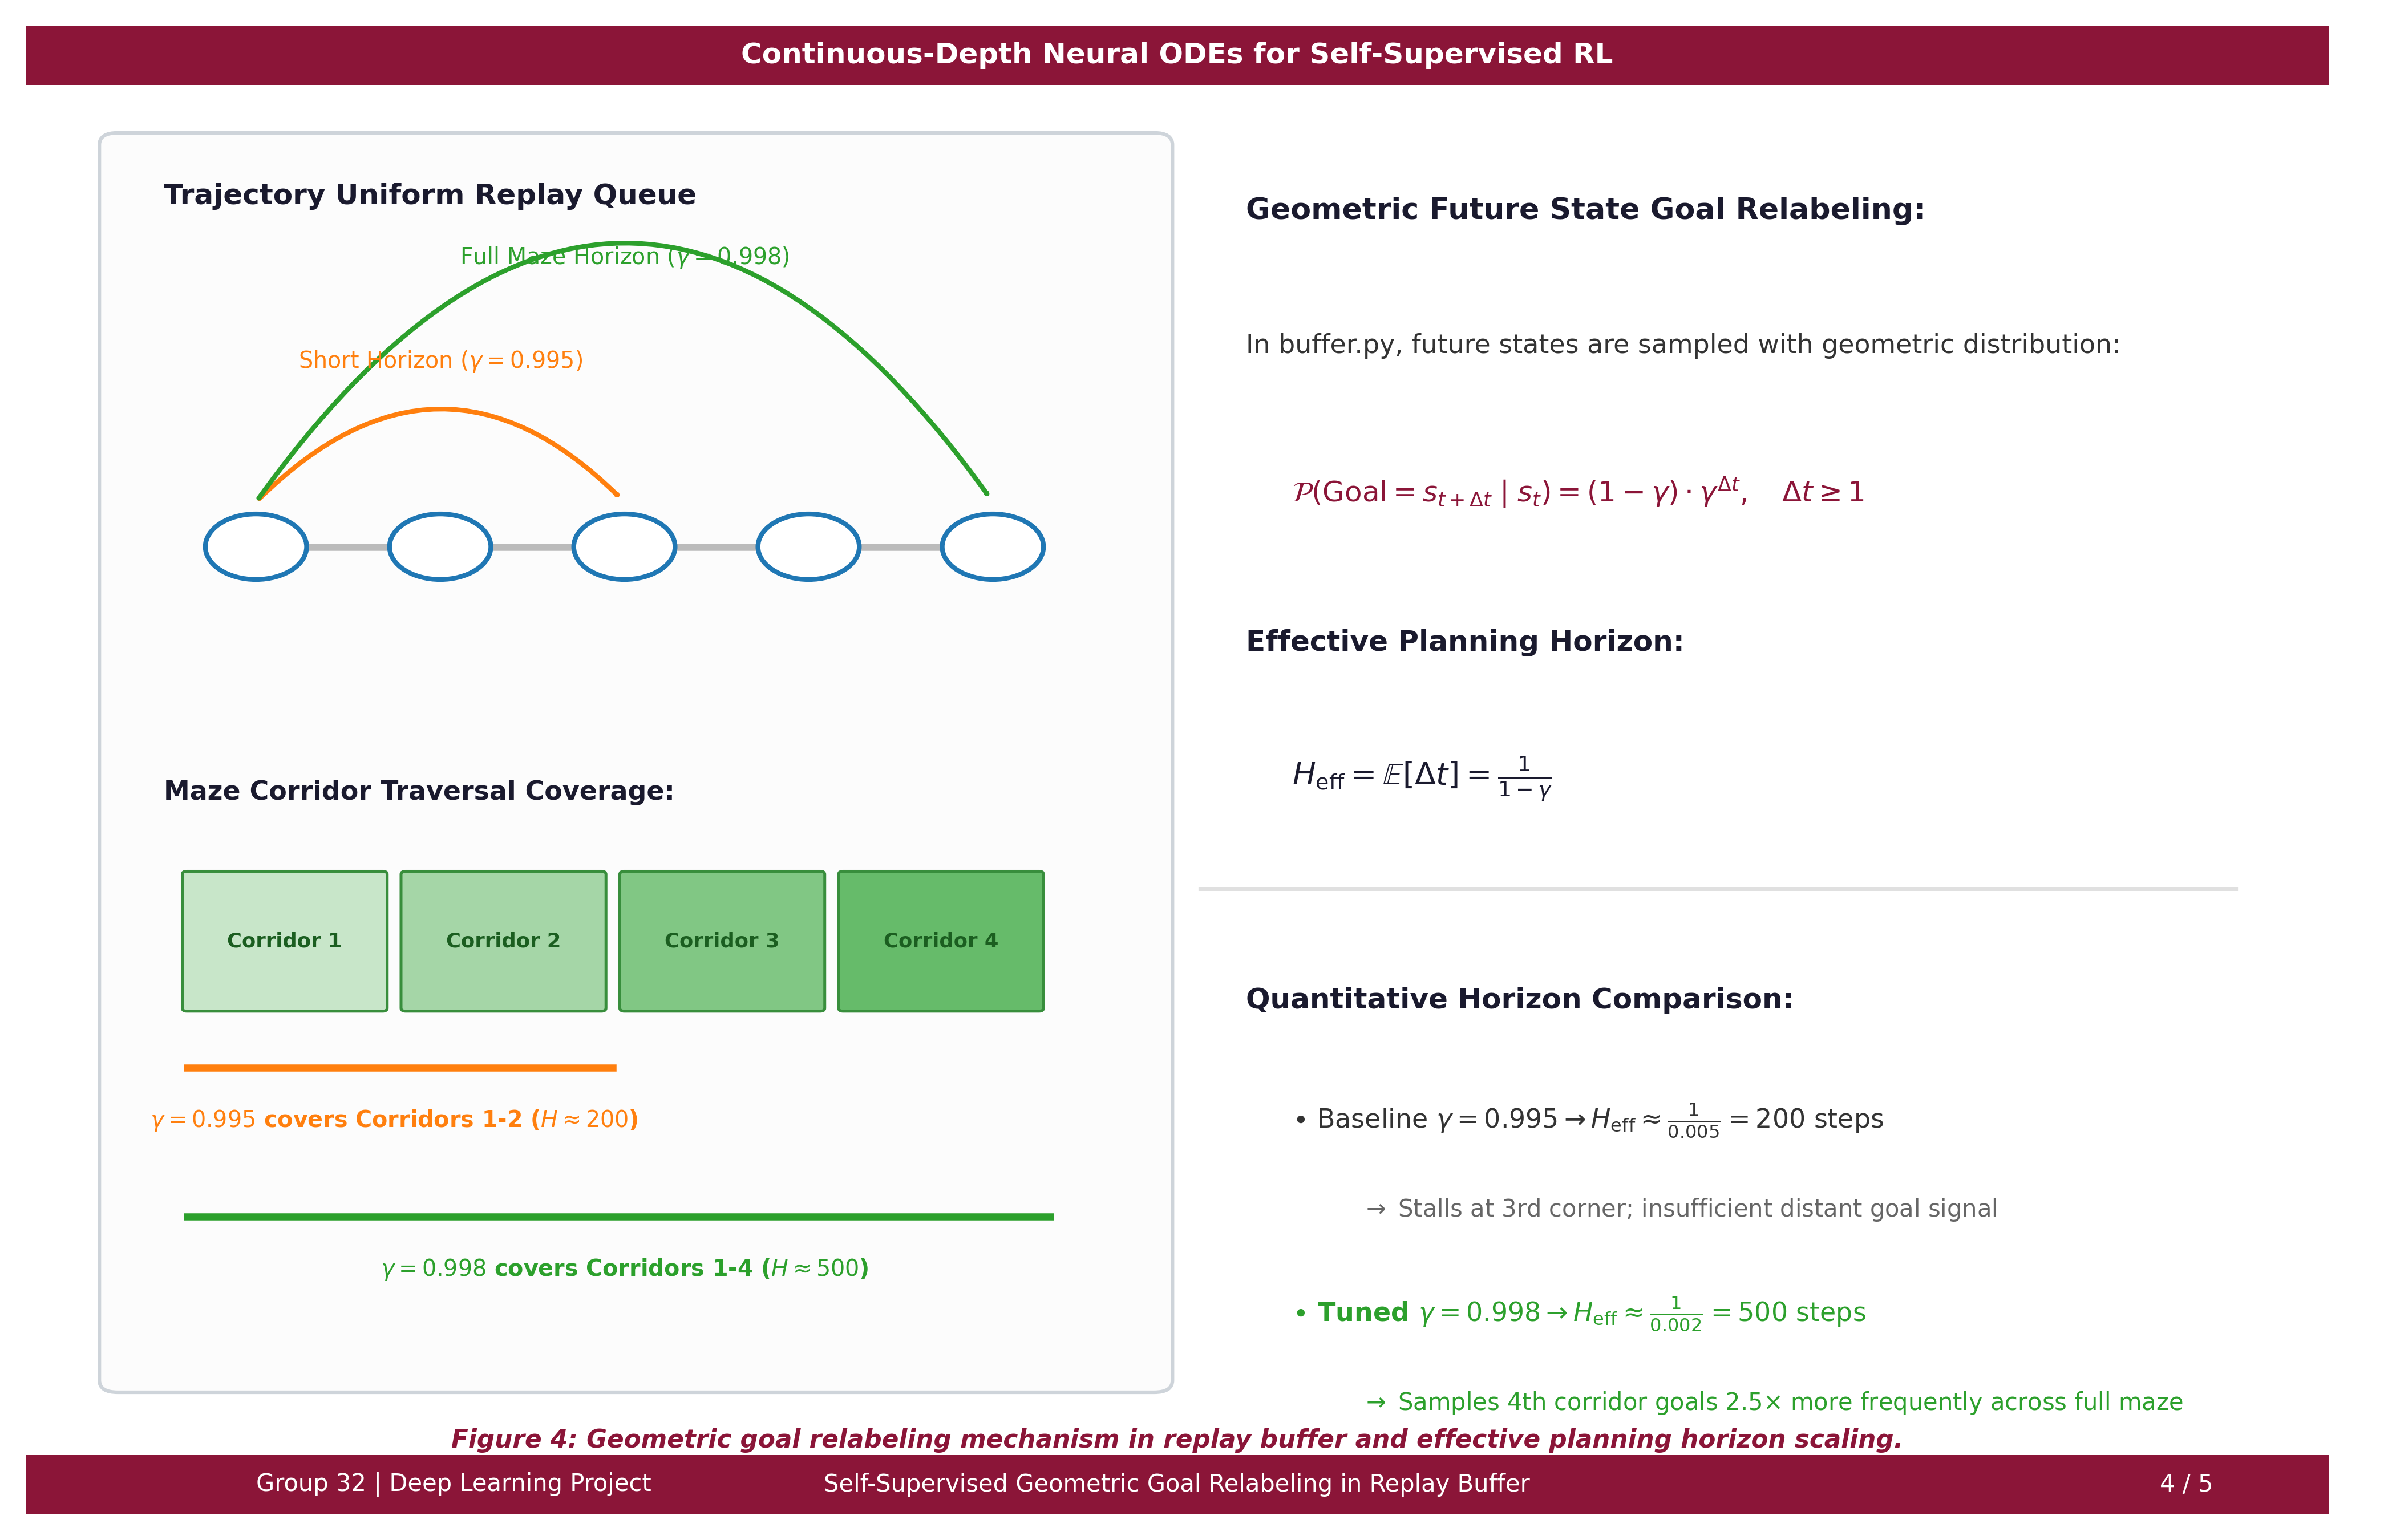 Continuous-Depth Neural ODEs for Self-Supervised RL
Trajectory Uniform Replay Queue
Full Maze Horizon (γ = 0.998)
Short Horizon (γ = 0.995)
Maze Corridor Traversal Coverage:
Corridor 1
Corridor 2
Corridor 3
Corridor 4
γ = 0.995 covers Corridors 1-2 (H ≈ 200)
γ = 0.998 covers Corridors 1-4 (H ≈ 500)
Geometric Future State Goal Relabeling:
In buffer.py, future states are sampled with geometric distribution:
𝒫(Goal = s_{t+Δt} | s_t) = (1 − γ) · γ^{Δt},   Δt ≥ 1
Effective Planning Horizon:
H_eff = 𝔼[Δt] = 1/(1 − γ)
Quantitative Horizon Comparison:
• Baseline γ = 0.995 → H_eff ≈ 1/0.005 = 200 steps
→ Stalls at 3rd corner; insufficient distant goal signal
• Tuned γ = 0.998 → H_eff ≈ 1/0.002 = 500 steps
→ Samples 4th corridor goals 2.5× more frequently across full maze
Figure 4: Geometric goal relabeling mechanism in replay buffer and effective planning horizon scaling.
Group 32 | Deep Learning Project
Self-Supervised Geometric Goal Relabeling in Replay Buffer
4 / 5